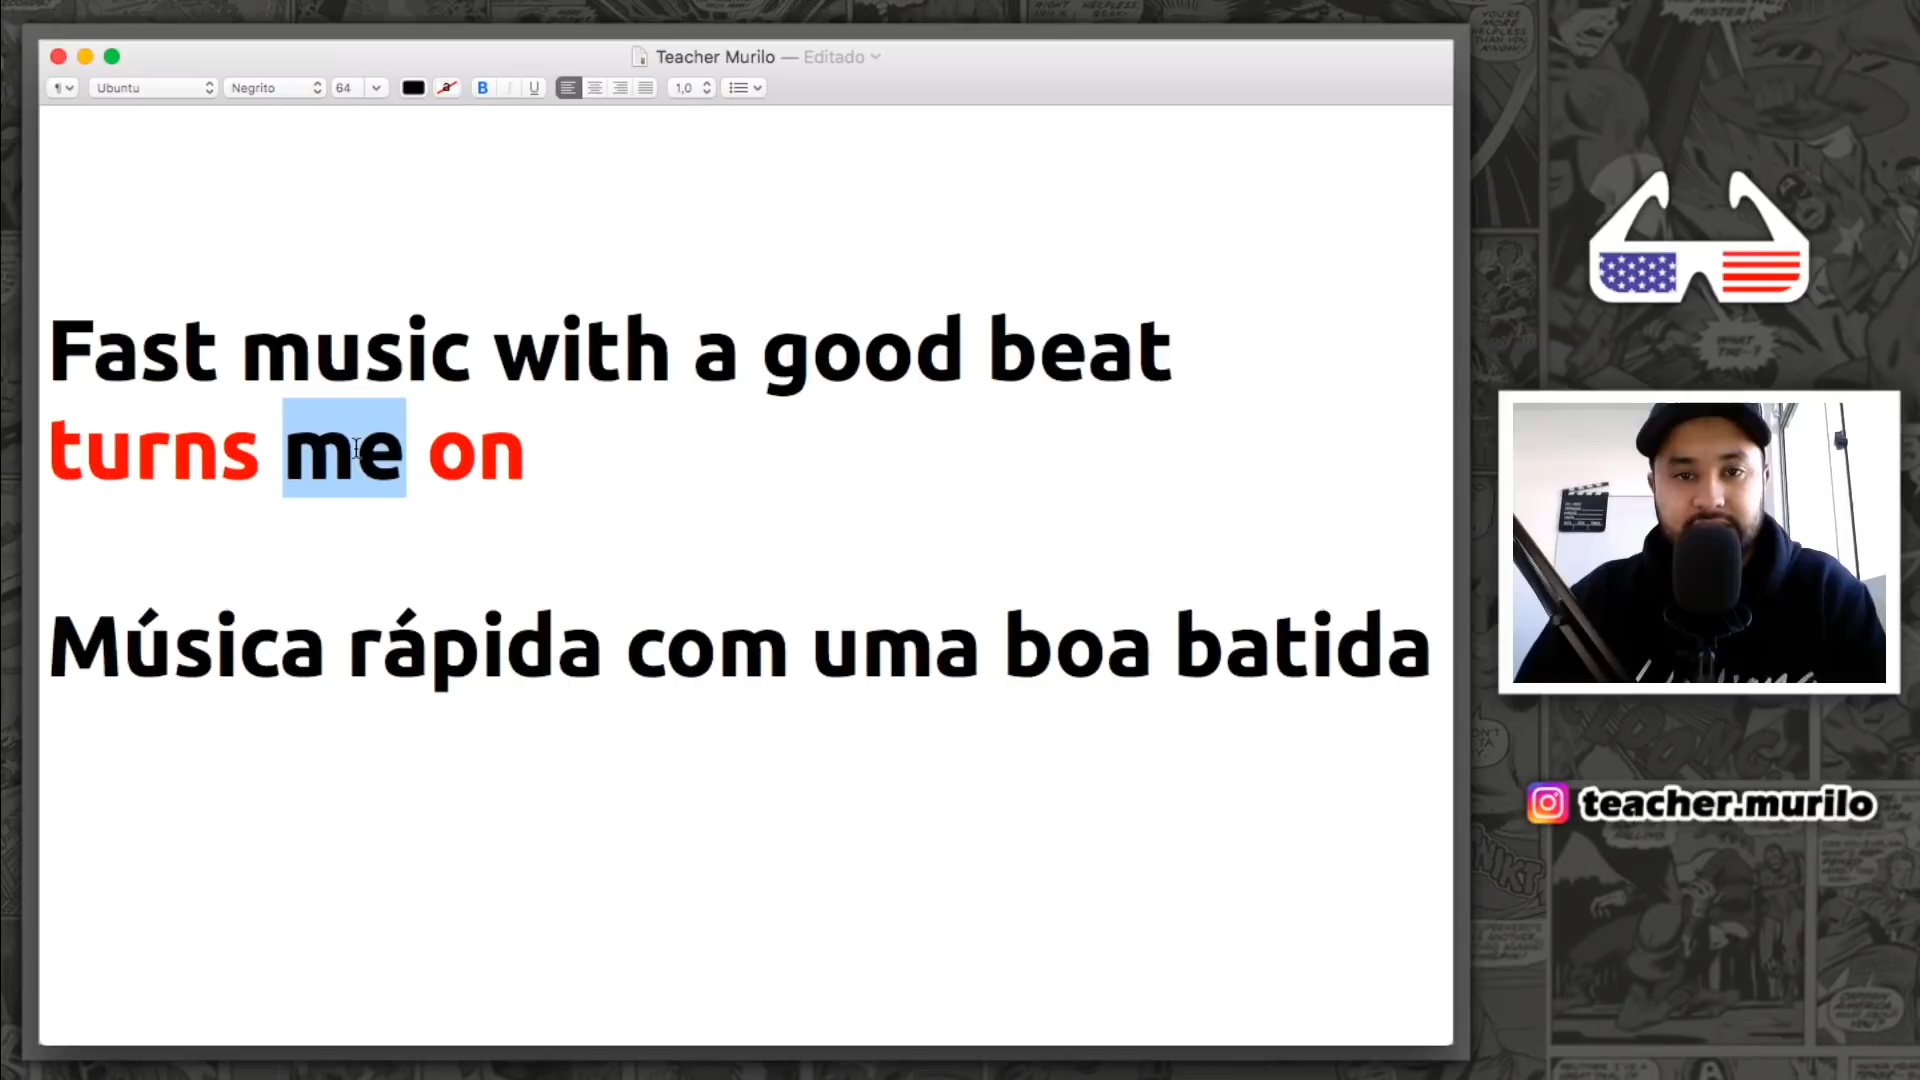 Teacher Murilo — Editado
Ubuntu
Negrito
64
B
U
1,0
Fast music with a good beat
turns me on
Música rápida com uma boa batida
teacher.murilo